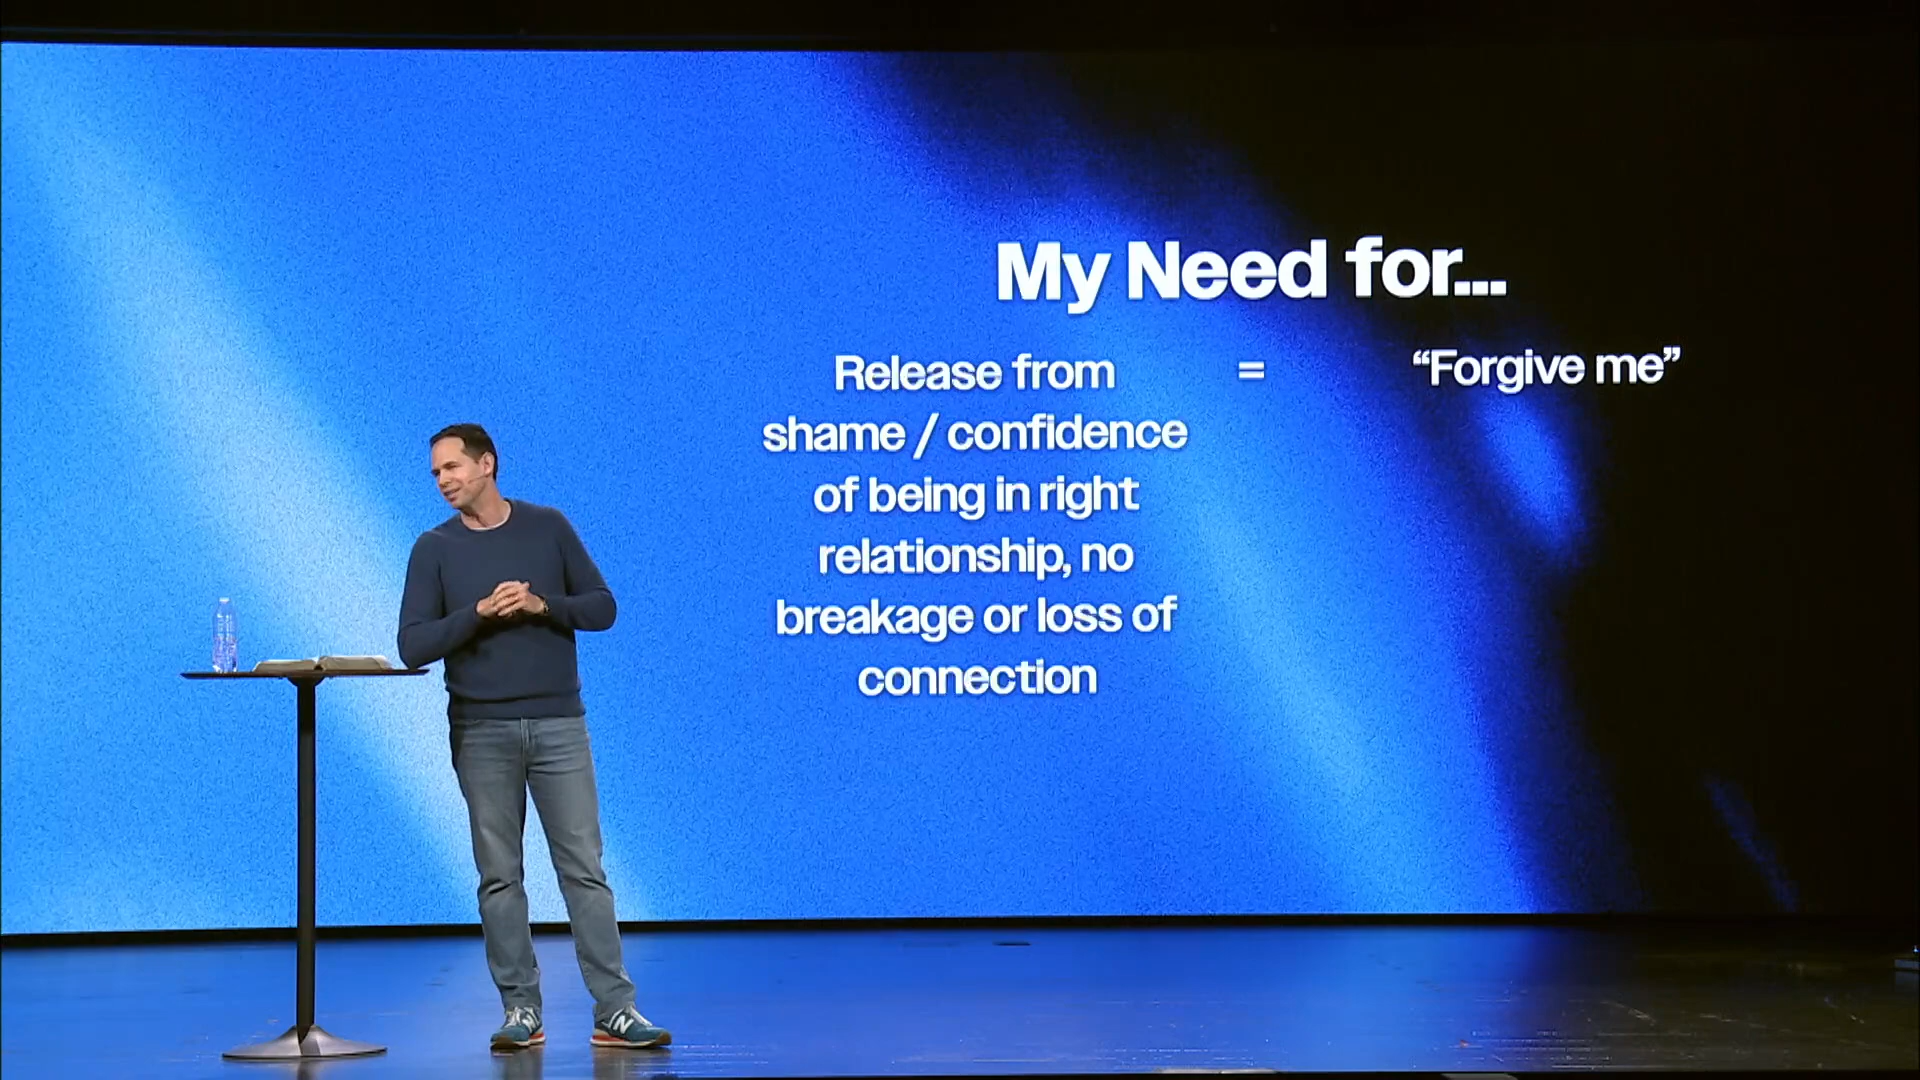 My Need for...
Release from
shame / confidence
of being in right
relationship, no
breakage or loss of
connection
=
“Forgive me”
N